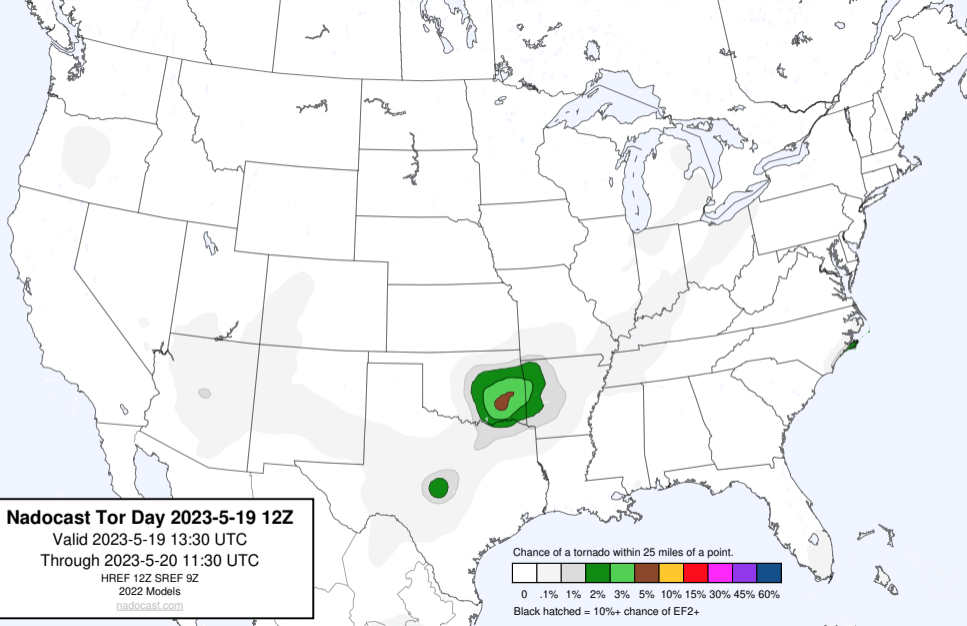 Nadocast Tor Day 2023-5-19 12Z
Valid 2023-5-19 13:30 UTC
Through 2023-5-20 11:30 UTC
HREF 12Z SREF 9Z
2022 Models
nadocast.com
Chance of a tornado within 25 miles of a point.
0 .1% 1% 2% 3% 5% 10% 15% 30% 45% 60%
Black hatched = 10%+ chance of EF2+